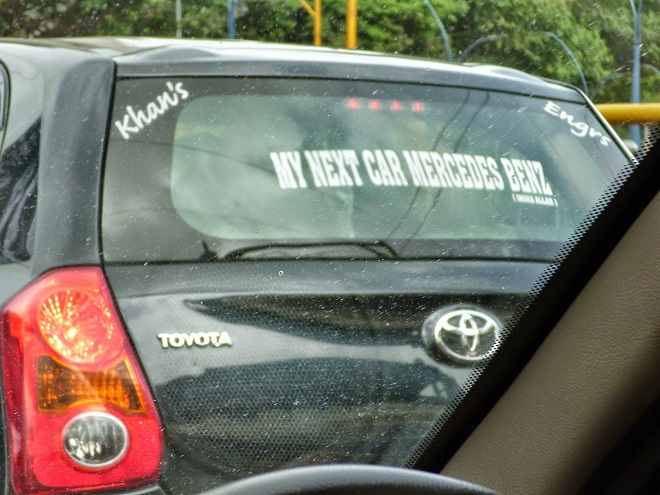 Khan's
Engrs
MY NEXT CAR MERCEDES BENZ
TOYOTA